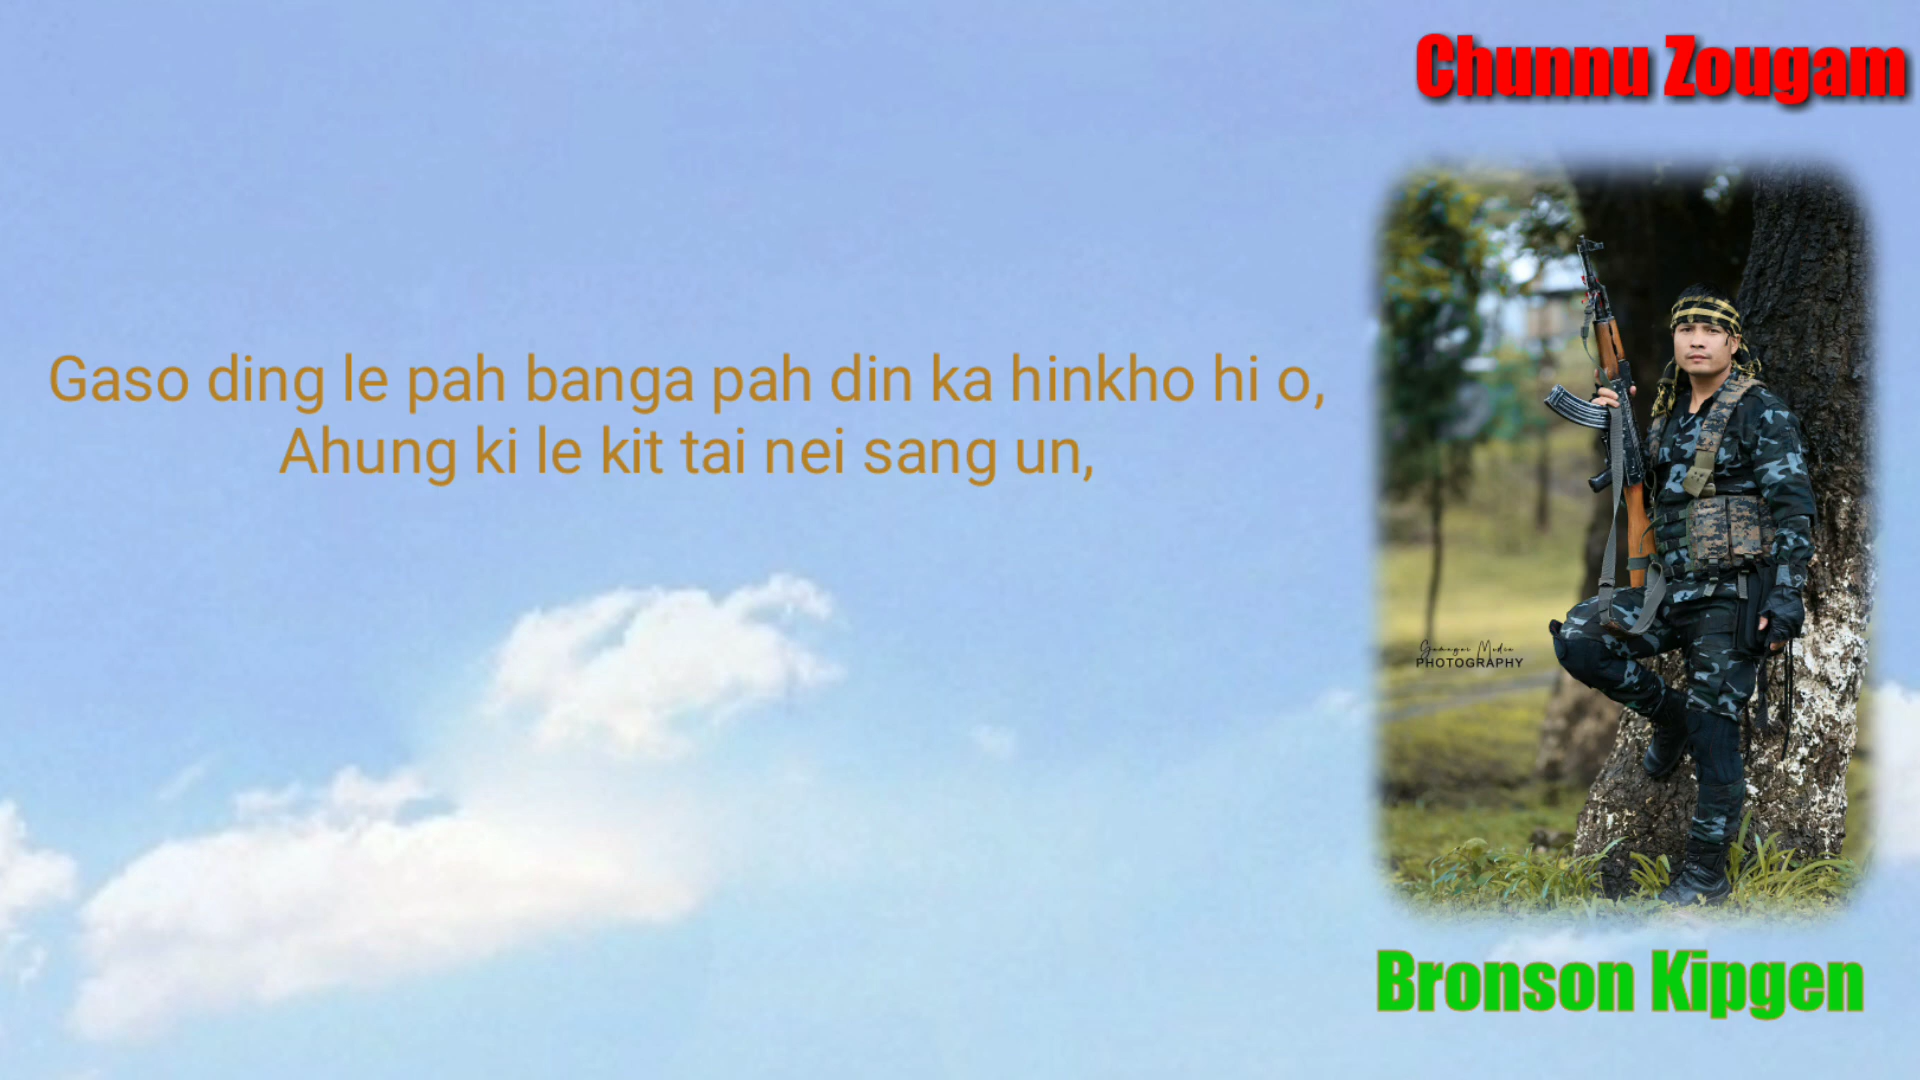 Chunnu Zougam
Gaso ding le pah banga pah din ka hinkho hi o,
Ahung ki le kit tai nei sang un,
PHOTOGRAPHY
Bronson Kipgen